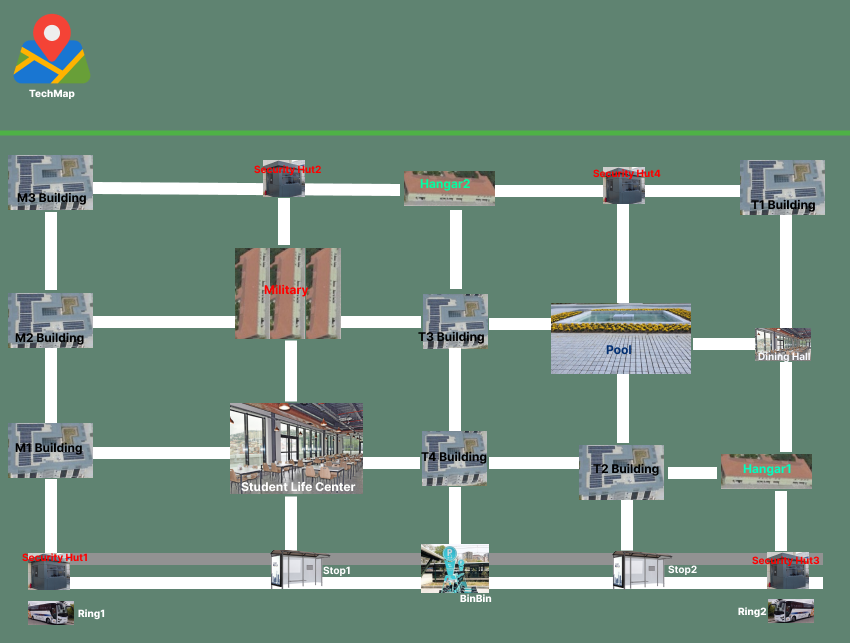 TechMap
Security Hut2
Security Hut4
Hangar2
M3 Building
T1 Building
Military
M2 Building
T3 Building
Pool
Dining Hall
M1 Building
T4 Building
T2 Building
Hangar1
Student Life Center
P
Security Hut1
Security Hut3
Stop1
Stop2
BinBin
Ring1
Ring2